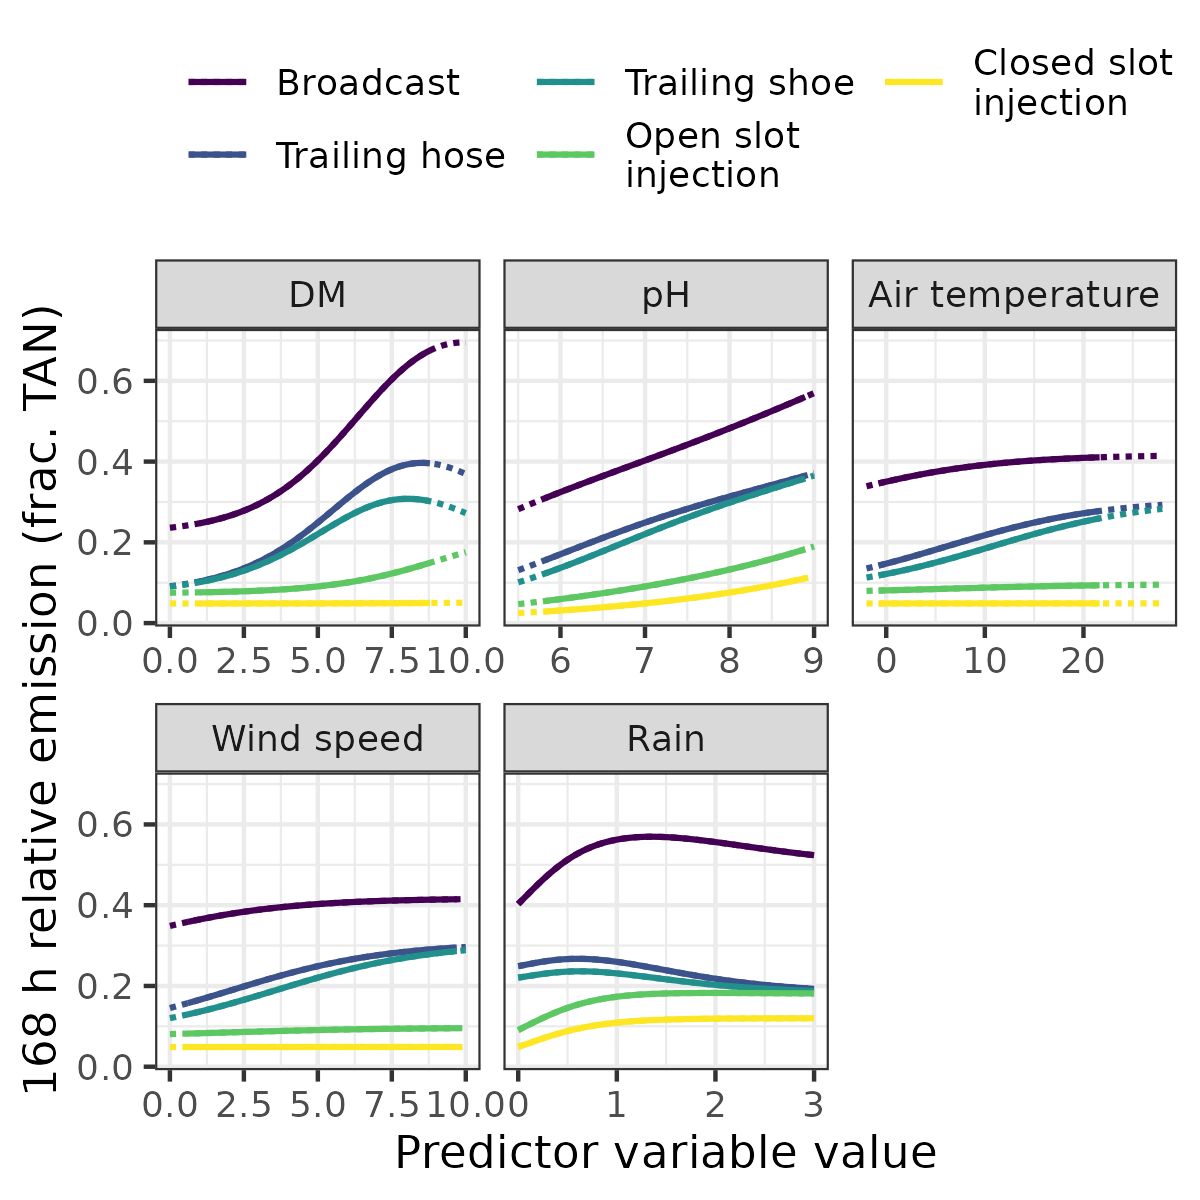 Broadcast
Trailing hose
Trailing shoe
Open slot
injection
Closed slot
injection
168 h relative emission (frac. TAN)
DM
pH
Air temperature
0.6
0.4
0.2
0.0
0.0 2.5 5.0 7.5 10.0
6 7 8 9
0 10 20
Wind speed
Rain
0.6
0.4
0.2
0.0
0.0 2.5 5.0 7.5 10.0
0 1 2 3
Predictor variable value